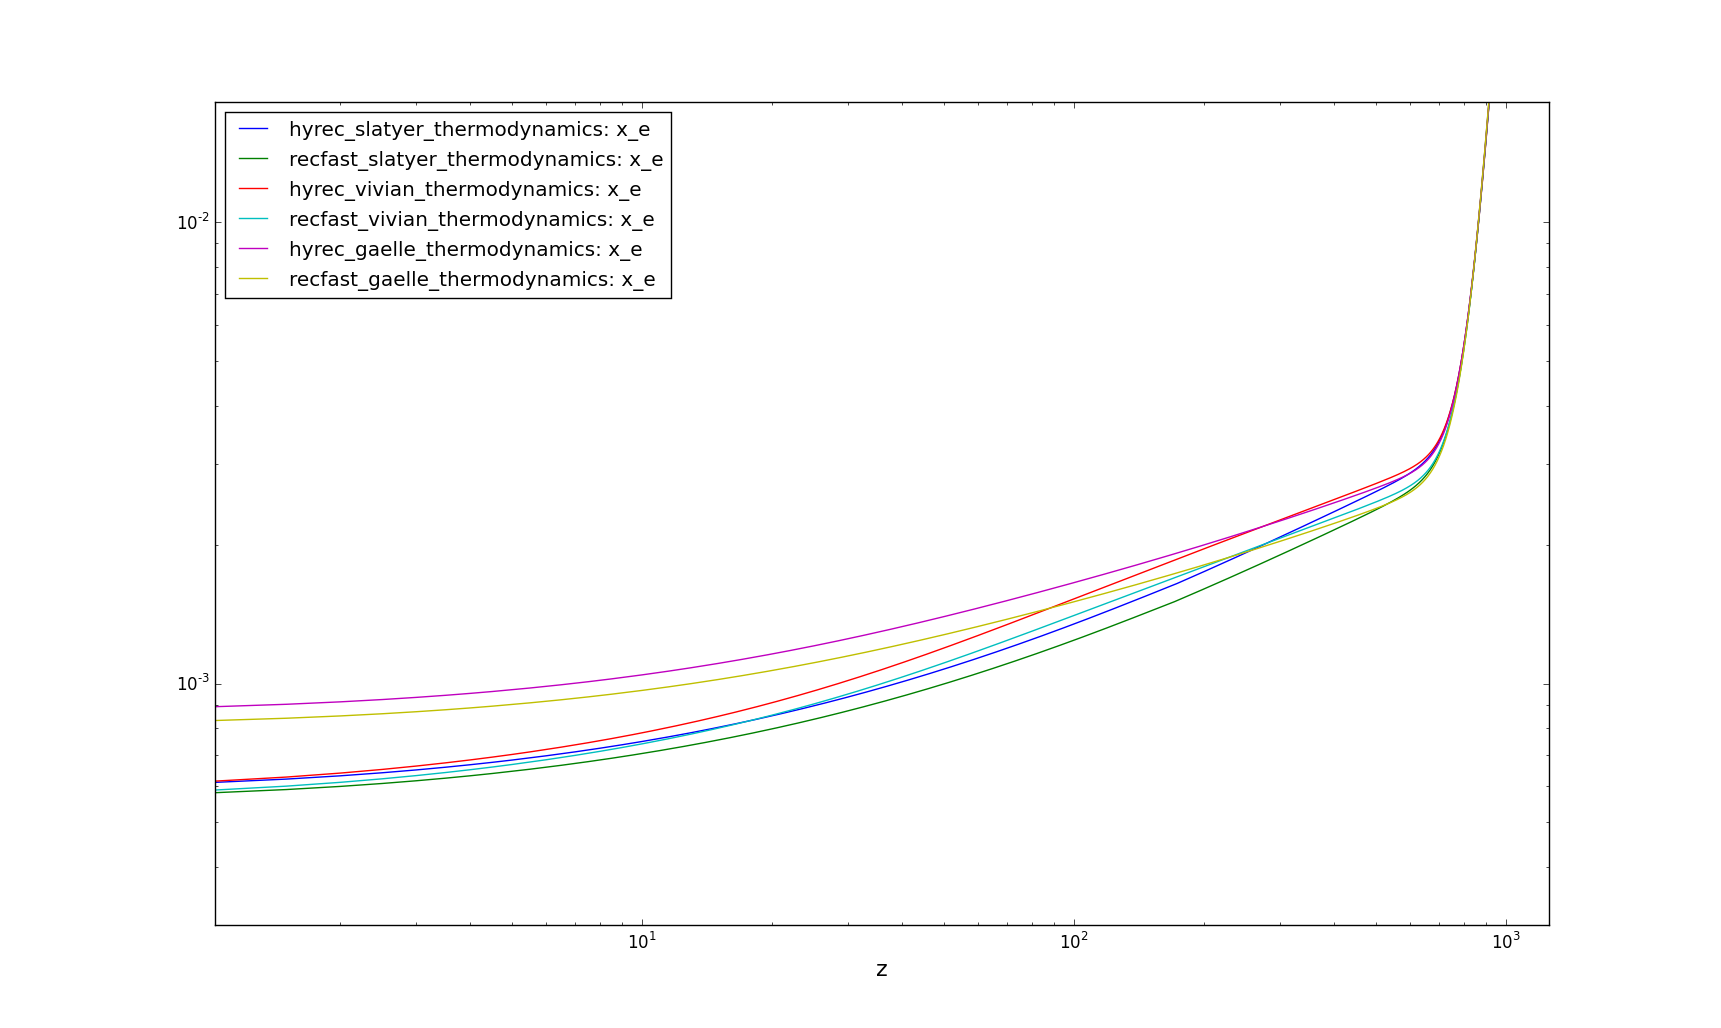 hyrec_slatyer_thermodynamics: x_e
recfast_slatyer_thermodynamics: x_e
hyrec_vivian_thermodynamics: x_e
recfast_vivian_thermodynamics: x_e
hyrec_gaelle_thermodynamics: x_e
recfast_gaelle_thermodynamics: x_e
10^-2
10^-3
10^1 10^2 10^3
z